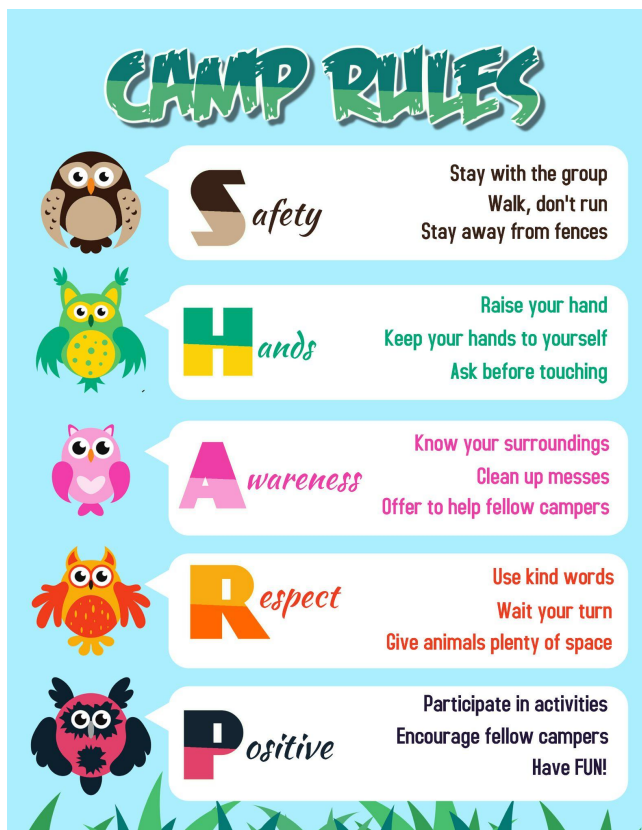 CAMP RULES
Safety
Stay with the group
Walk, don't run
Stay away from fences
Hands
Raise your hand
Keep your hands to yourself
Ask before touching
Awareness
Know your surroundings
Clean up messes
Offer to help fellow campers
Respect
Use kind words
Wait your turn
Give animals plenty of space
Positive
Participate in activities
Encourage fellow campers
Have FUN!